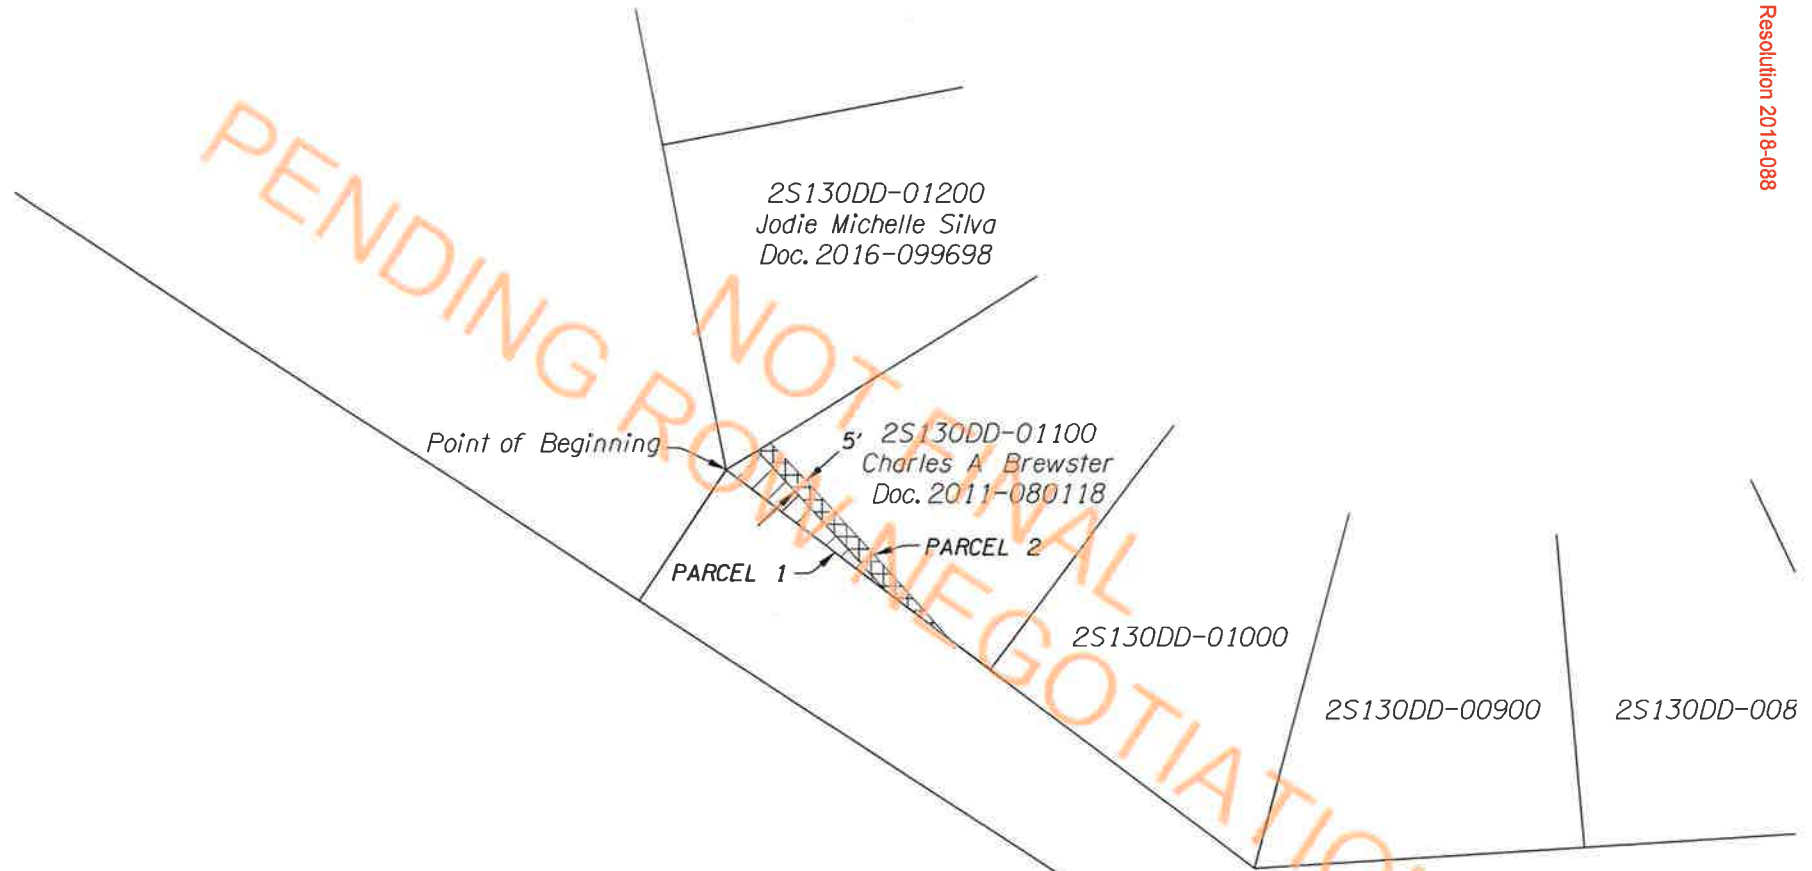 Resolution 2018-088
2S130DD-01200
Jodie Michelle Silva
Doc. 2016-099698
PENDING ROW NEGOTIATIO
NOT FINAL
Point of Beginning
5' 2S130DD-01100
Charles A Brewster
Doc. 2011-080118
PARCEL 2
PARCEL 1
2S130DD-01000
2S130DD-00900
2S130DD-008